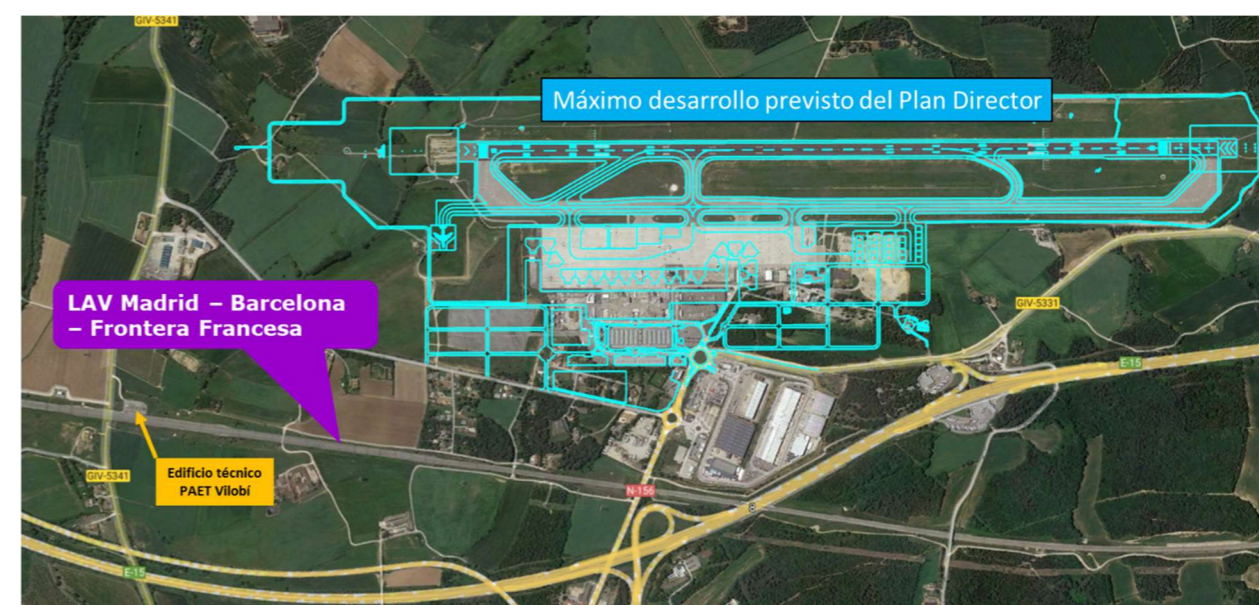 GIV-5341
Máximo desarrollo previsto del Plan Director
LAV Madrid – Barcelona
– Frontera Francesa
GIV-5331
E-15
Edificio técnico
PAET Vilobí
GIV-5341
N-156
8
E-15